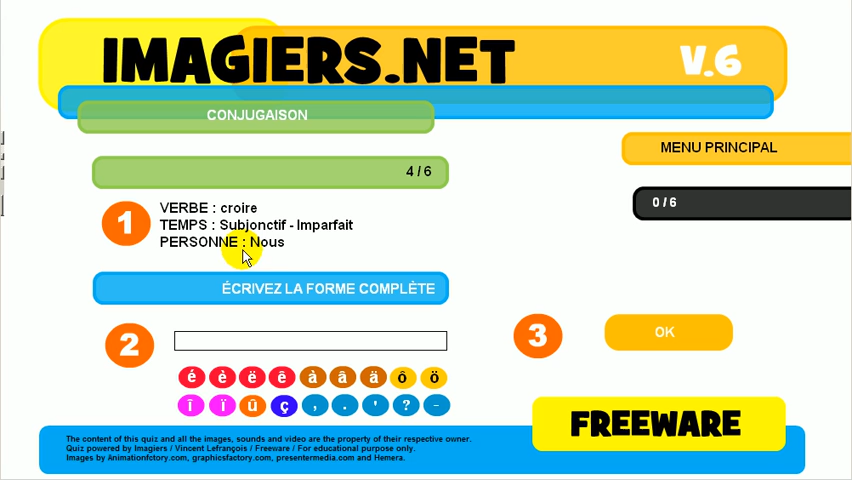 IMAGIERS.NET
V.6
CONJUGAISON
MENU PRINCIPAL
4 / 6
0 / 6
1
VERBE : croire
TEMPS : Subjonctif - Imparfait
PERSONNE : Nous
ÉCRIVEZ LA FORME COMPLÈTE
2
3
OK
é è ë ê à â ä ô ö
î ï û ç , . ' ? -
FREEWARE
The content of this quiz and all the images, sounds and video are the property of their respective owner.
Quiz powered by Imagiers / Vincent Lefrançois / Freeware / For educational purpose only.
Images by Animationfctory.com, graphicsfactory.com, presentermedia.com and Hemera.